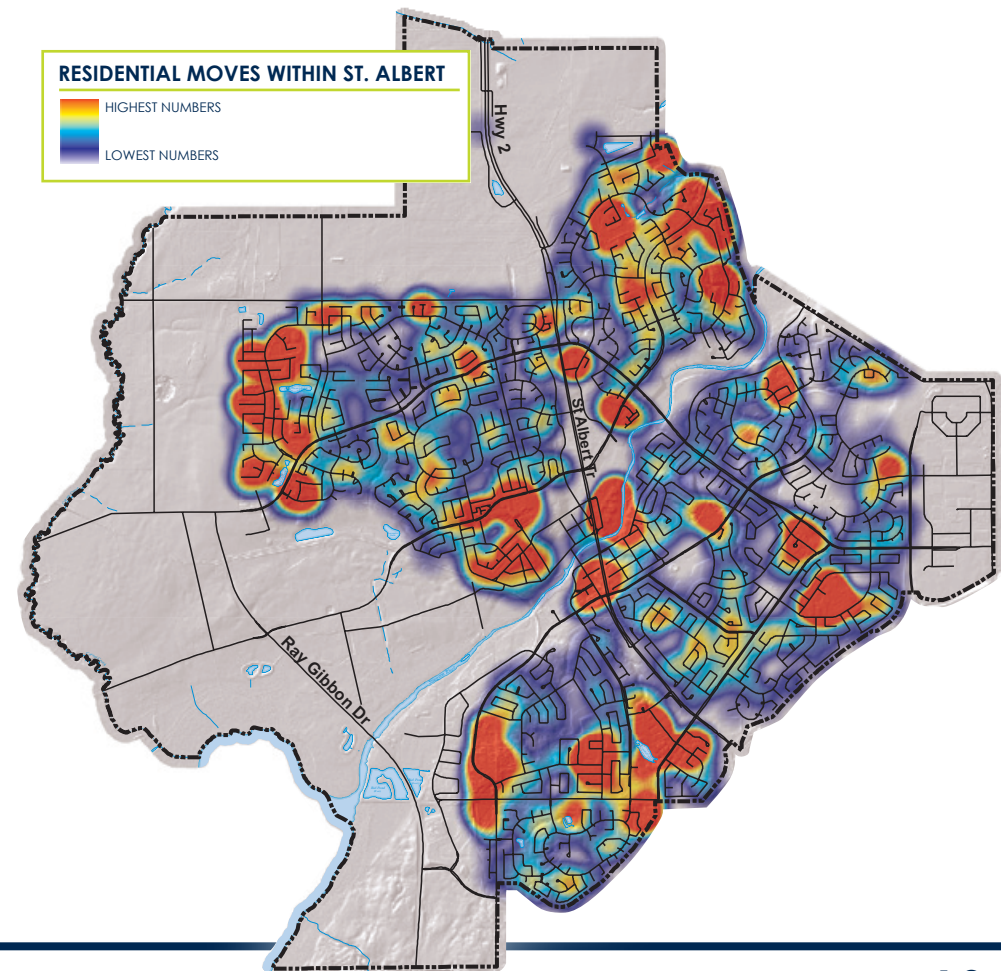 RESIDENTIAL MOVES WITHIN ST. ALBERT
HIGHEST NUMBERS
LOWEST NUMBERS
Hwy 2
St Albert Tr
Ray Gibbon Dr